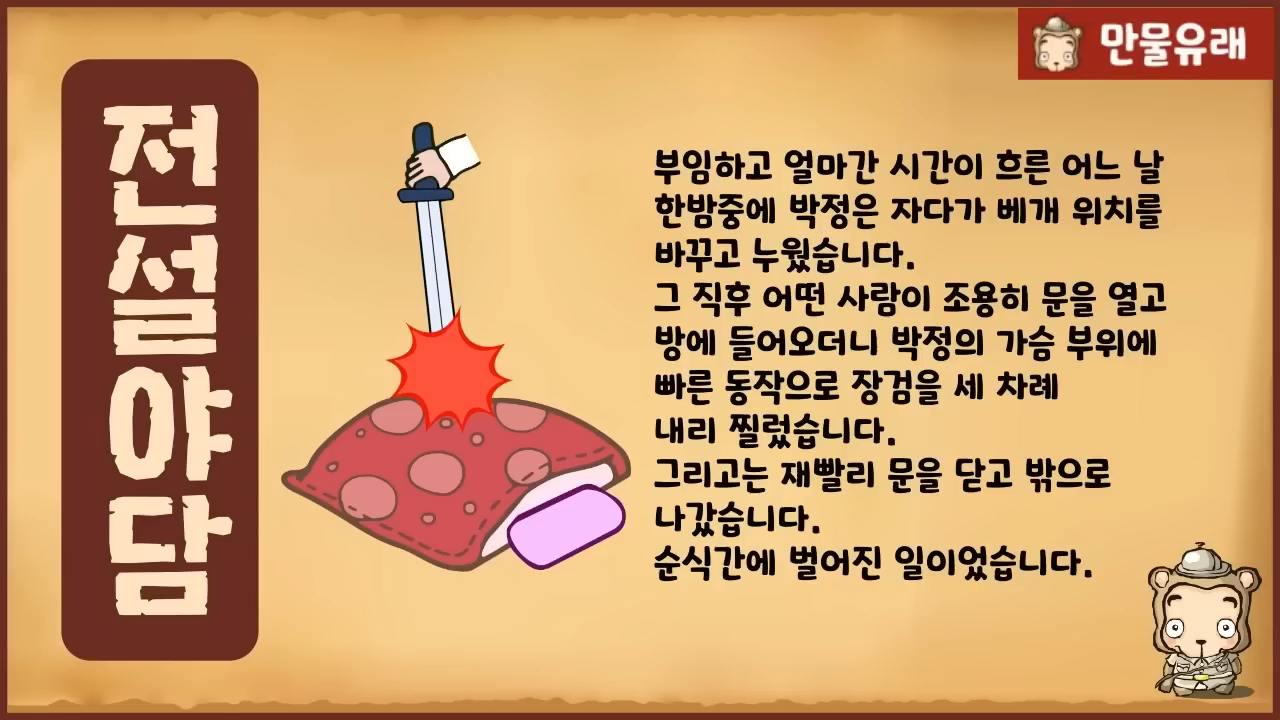 만물유래
전설야담
부임하고 얼마간 시간이 흐른 어느 날
한밤중에 박정은 자다가 베개 위치를
바꾸고 누웠습니다.
그 직후 어떤 사람이 조용히 문을 열고
방에 들어오더니 박정의 가슴 부위에
빠른 동작으로 장검을 세 차례
내리 찔렀습니다.
그리고는 재빨리 문을 닫고 밖으로
나갔습니다.
순식간에 벌어진 일이었습니다.